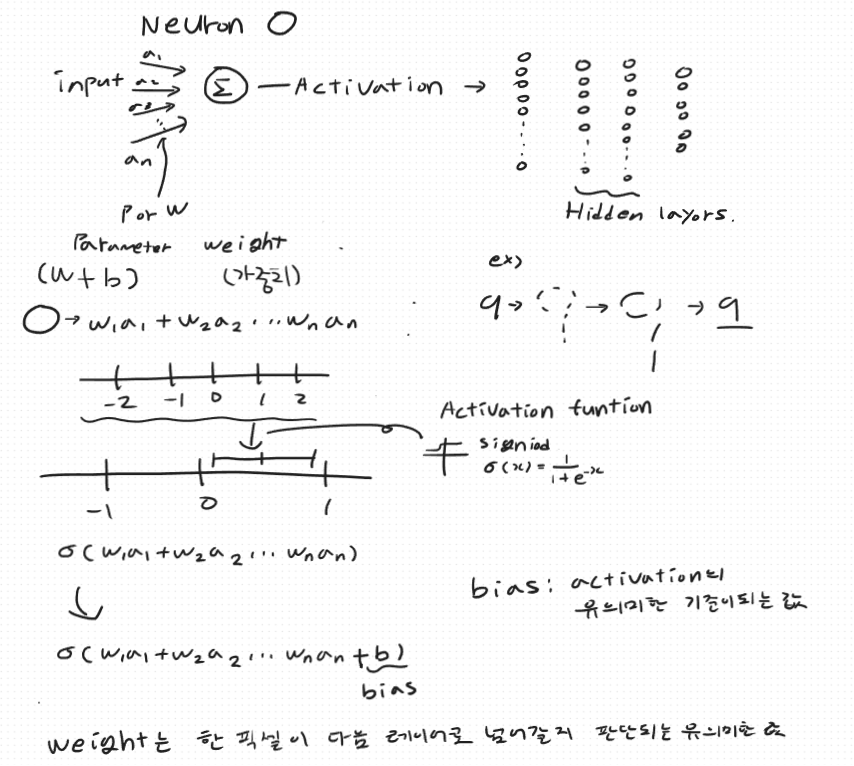 Neuron O
a₁
input a₂ Σ — Activation →
a₃
an
P or W
Hidden layors.
Parameter weight
(w+b) (가중치)
ex)
9 → → → 9
O → w₁a₁ + w₂a₂ ... wₙaₙ
-2 -1 0 1 2
Activation funtion
σ(x) = 1/1+e^-x
-1 0 1
σ(w₁a₁+w₂a₂ ... wₙaₙ)
bias: activation의
유의미한 기준이되는 값
σ(w₁a₁+w₂a₂ ... wₙaₙ+b)
bias
weight는 한 픽셀이 다음 레이어로 넘어갈지 판단되는 유의미한 값